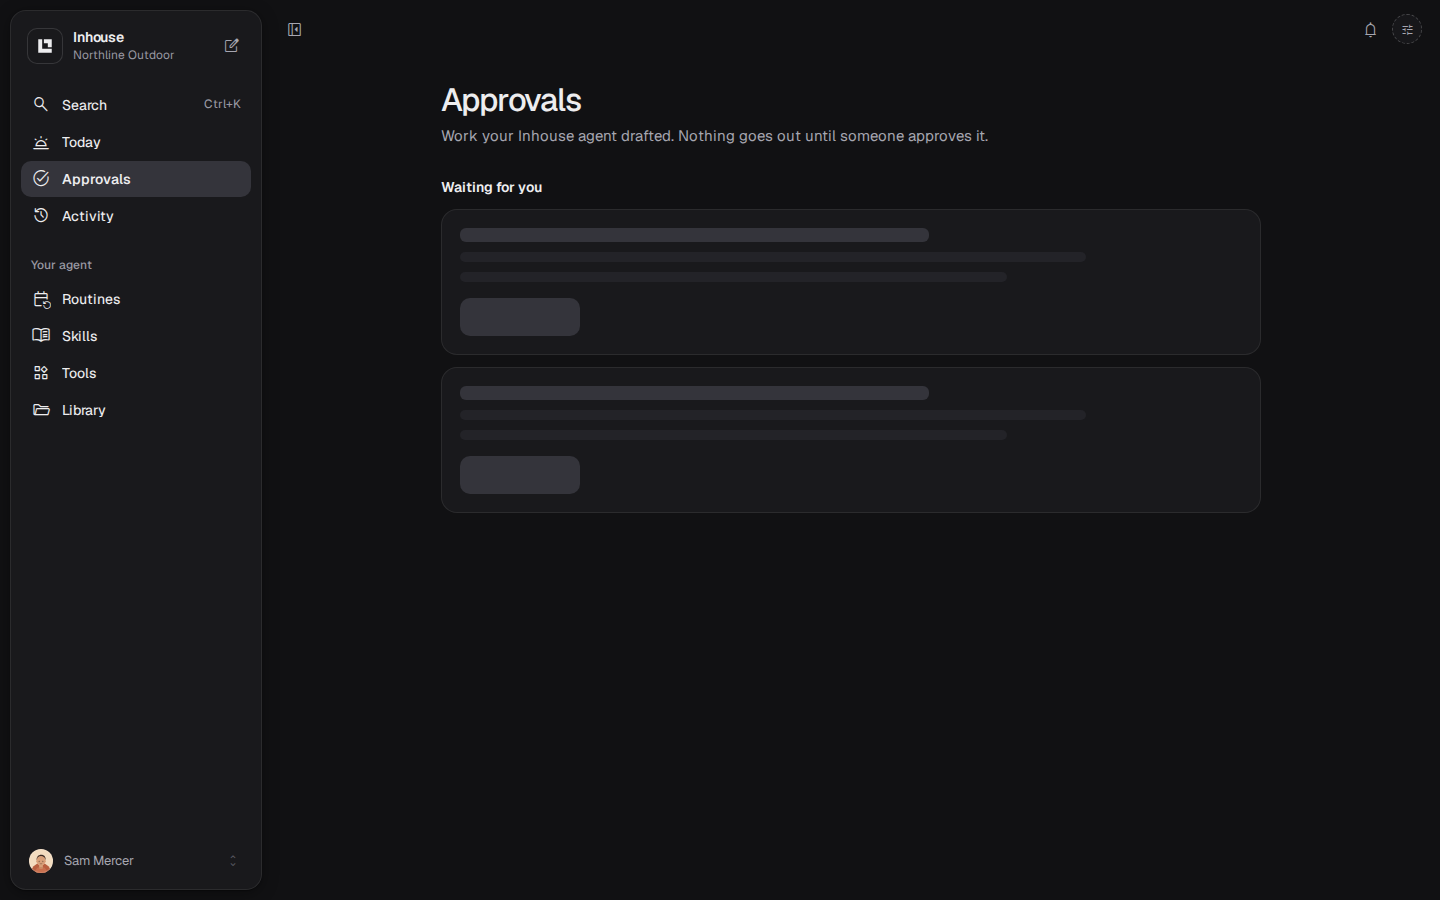 Inhouse
Northline Outdoor
Search Ctrl+K
Today
Approvals
Activity
Your agent
Routines
Skills
Tools
Library
Sam Mercer
Approvals
Work your Inhouse agent drafted. Nothing goes out until someone approves it.
Waiting for you